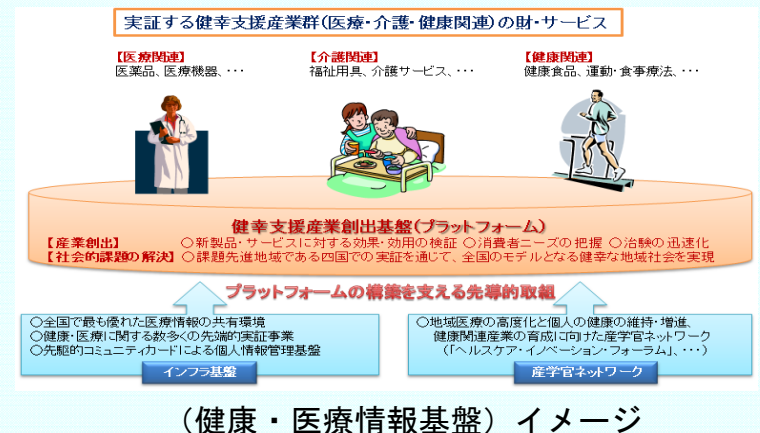 実証する健幸支援産業群(医療・介護・健康関連)の財・サービス
【医療関連】
医薬品、医療機器、・・・
【介護関連】
福祉用具、介護サービス、・・・
【健康関連】
健康食品、運動・食事療法、・・・
健幸支援産業創出基盤(プラットフォーム)
【産業創出】 ○新製品・サービスに対する効果・効用の検証 ○消費者ニーズの把握 ○治験の迅速化
【社会的課題の解決】 ○課題先進地域である四国での実証を通じて、全国のモデルとなる健幸な地域社会を実現
プラットフォームの構築を支える先導的取組
○全国で最も優れた医療情報の共有環境
○健康・医療に関する数多くの先端的実証事業
○先駆的コミュニティカードによる個人情報管理基盤
インフラ基盤
○地域医療の高度化と個人の健康の維持・増進、
健康関連産業の育成に向けた産学官ネットワーク
(「ヘルスケア・イノベーション・フォーラム」、・・・)
産学官ネットワーク
(健康・医療情報基盤)イメージ